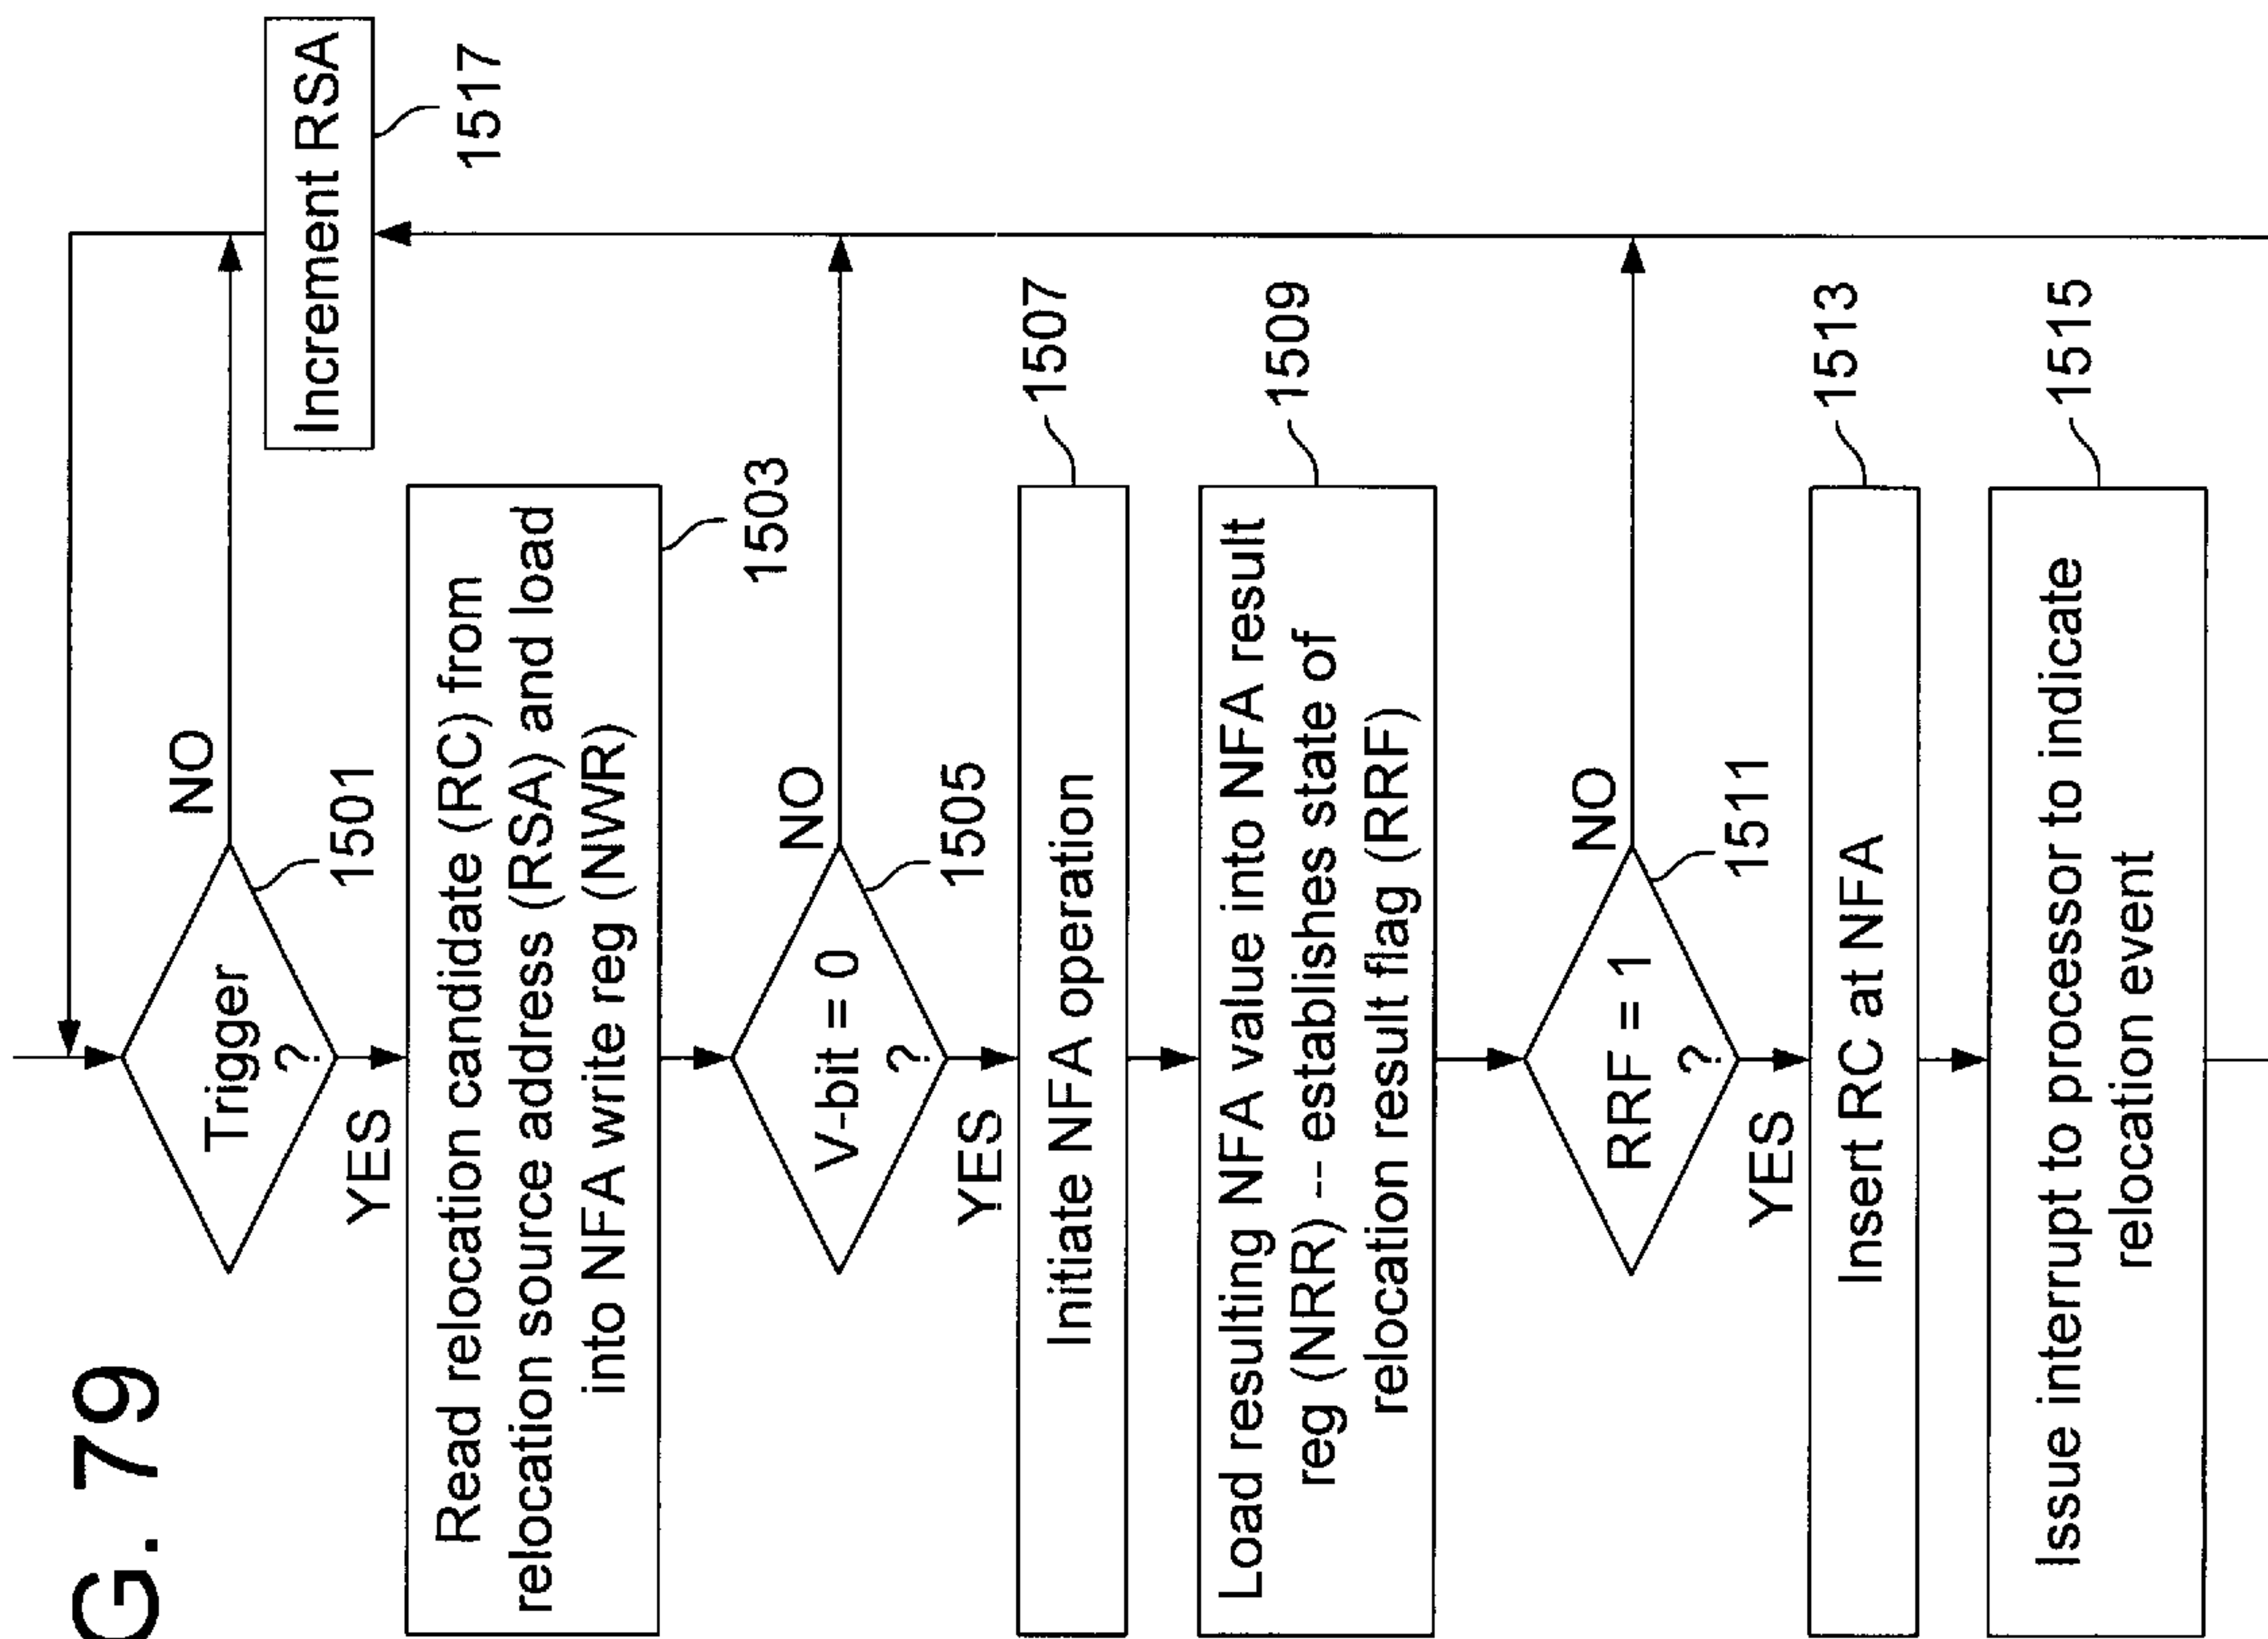 G. 79
Trigger
?
NO
1501
YES
Increment RSA
1517
Read relocation candidate (RC) from
relocation source address (RSA) and load
into NFA write reg (NWR)
1503
V-bit = 0
?
NO
1505
YES
Initiate NFA operation
1507
Load resulting NFA value into NFA result
reg (NRR) -- establishes state of
relocation result flag (RRF)
1509
RRF = 1
?
NO
1511
YES
Insert RC at NFA
1513
Issue interrupt to processor to indicate
relocation event
1515